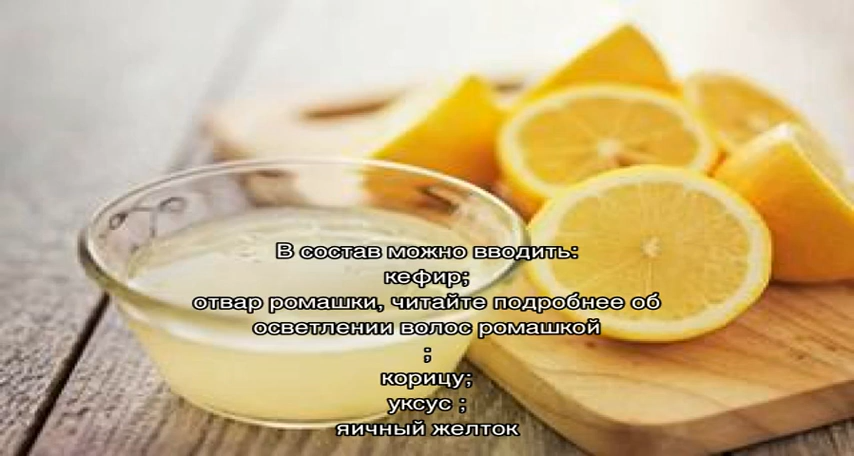 В состав можно вводить:
кефир;
отвар ромашки, читайте подробнее об
осветлении волос ромашкой
;
корицу;
уксус ;
яичный желток